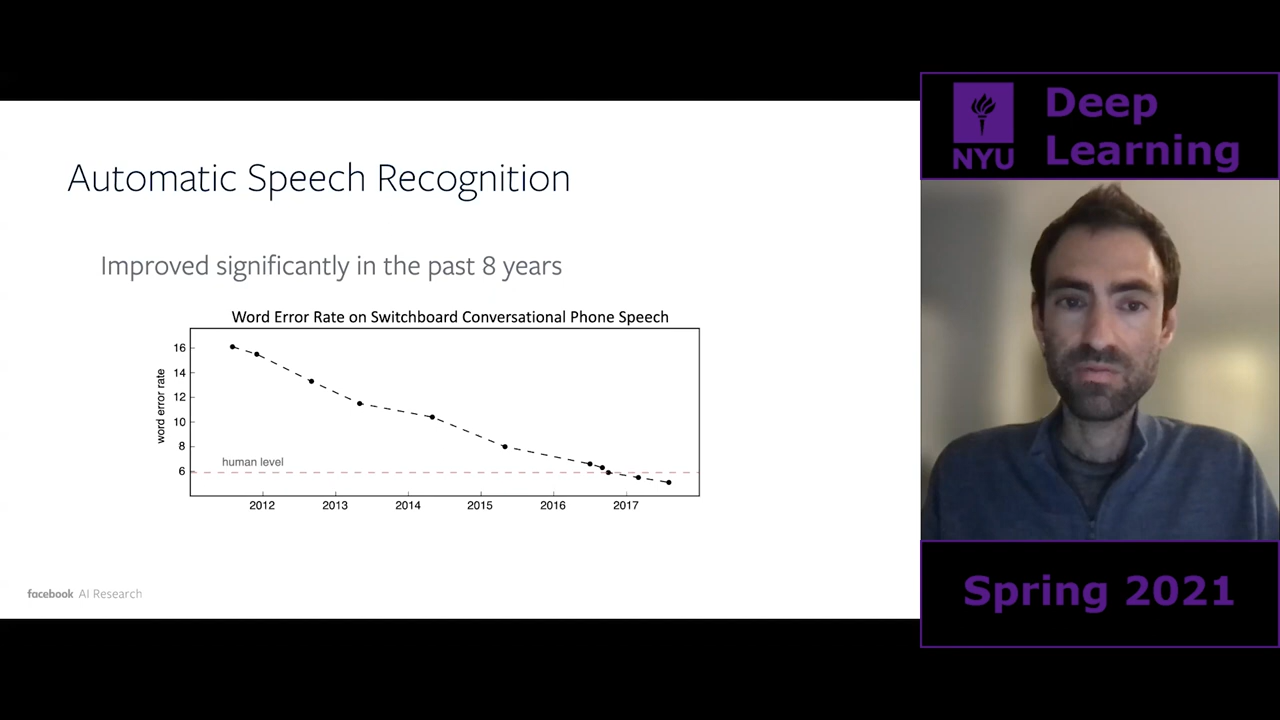 Automatic Speech Recognition
Improved significantly in the past 8 years
Word Error Rate on Switchboard Conversational Phone Speech
word error rate
16
14
12
10
8
6
human level
2012 2013 2014 2015 2016 2017
facebook AI Research
NYU
Deep
Learning
Spring 2021